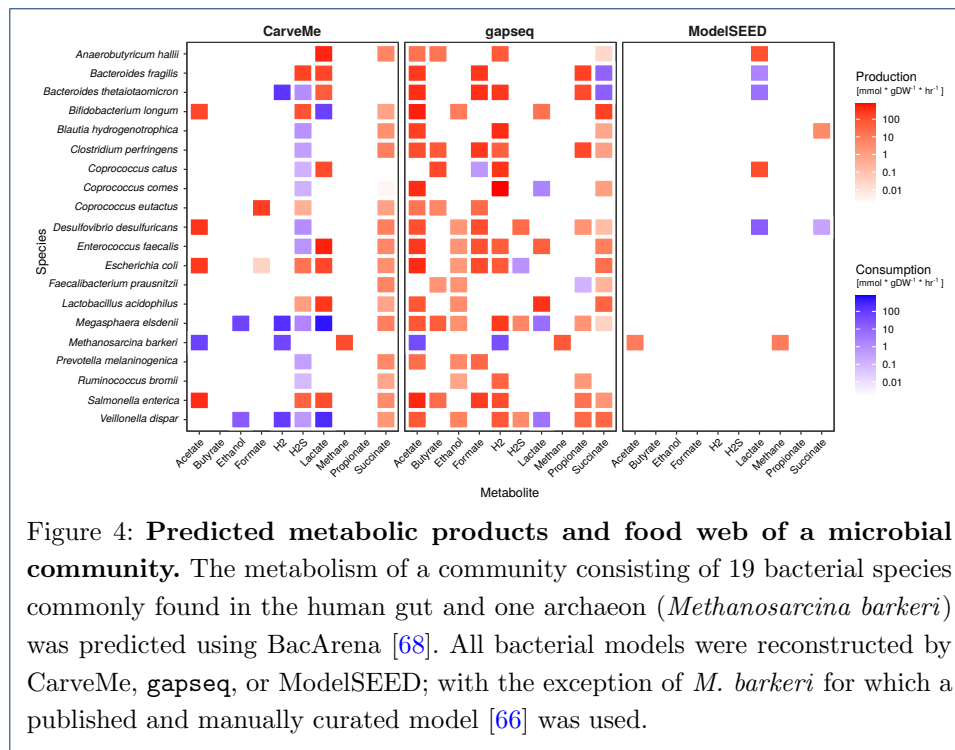 CarveMe
gapseq
ModelSEED
Species
Anaerobutyricum hallii
Bacteroides fragilis
Bacteroides thetaiotaomicron
Bifidobacterium longum
Blautia hydrogenotrophica
Clostridium perfringens
Coprococcus catus
Coprococcus comes
Coprococcus eutactus
Desulfovibrio desulfuricans
Enterococcus faecalis
Escherichia coli
Faecalibacterium prausnitzii
Lactobacillus acidophilus
Megasphaera elsdenii
Methanosarcina barkeri
Prevotella melaninogenica
Ruminococcus bromii
Salmonella enterica
Veillonella dispar
Acetate
Butyrate
Ethanol
Formate
H2
H2S
Lactate
Methane
Propionate
Succinate
Acetate
Butyrate
Ethanol
Formate
H2
H2S
Lactate
Methane
Propionate
Succinate
Acetate
Butyrate
Ethanol
Formate
H2
H2S
Lactate
Methane
Propionate
Succinate
Metabolite
Production
[mmol * gDW⁻¹ * hr⁻¹ ]
100
10
1
0.1
0.01
Consumption
[mmol * gDW⁻¹ * hr⁻¹ ]
100
10
1
0.1
0.01
Figure 4: Predicted metabolic products and food web of a microbial
community. The metabolism of a community consisting of 19 bacterial species
commonly found in the human gut and one archaeon (Methanosarcina barkeri)
was predicted using BacArena [68]. All bacterial models were reconstructed by
CarveMe, gapseq, or ModelSEED; with the exception of M. barkeri for which a
published and manually curated model [66] was used.